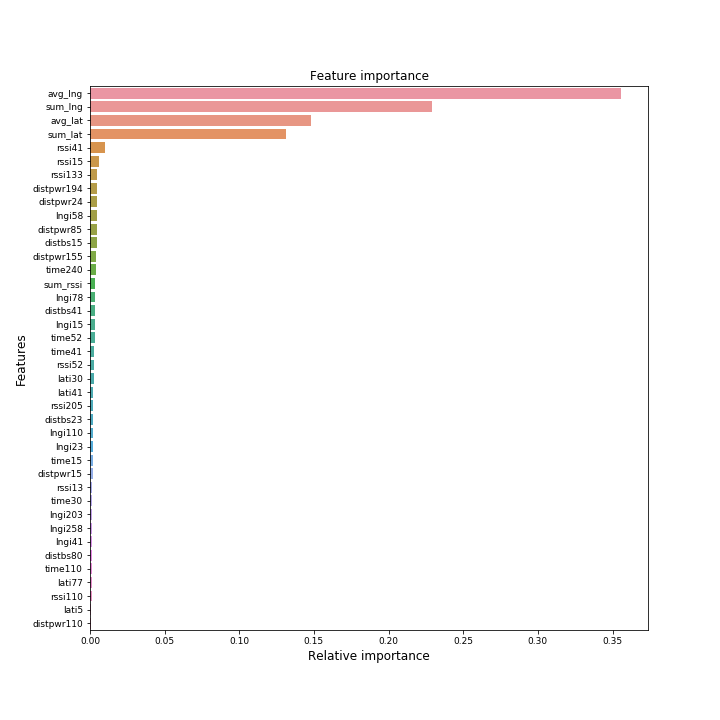 Feature importance
avg_lng
sum_lng
avg_lat
sum_lat
rssi41
rssi15
rssi133
distpwr194
distpwr24
lngi58
distpwr85
distbs15
distpwr155
time240
sum_rssi
lngi78
distbs41
lngi15
time52
time41
rssi52
lati30
lati41
rssi205
distbs23
lngi110
lngi23
time15
distpwr15
rssi13
time30
lngi203
lngi258
lngi41
distbs80
time110
lati77
rssi110
lati5
distpwr110
Features
0.00 0.05 0.10 0.15 0.20 0.25 0.30 0.35
Relative importance